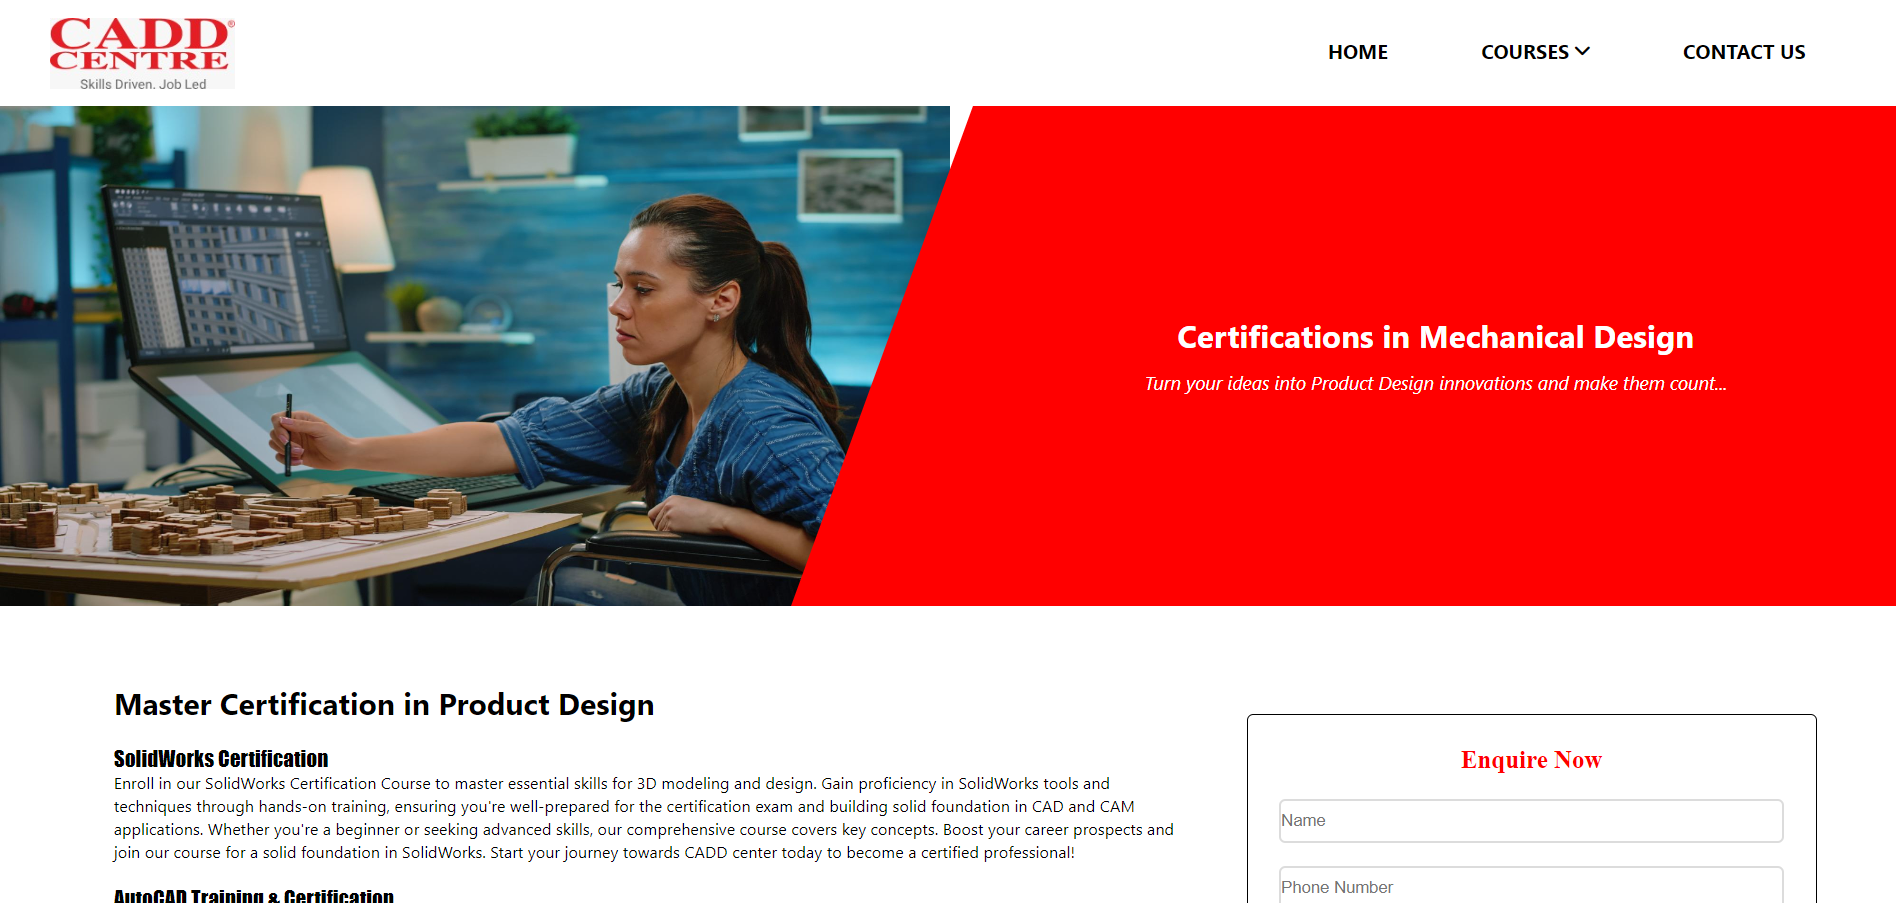 CADD®
CENTRE
Skills Driven. Job Led
HOME
COURSES
CONTACT US
Certifications in Mechanical Design
Turn your ideas into Product Design innovations and make them count...
Master Certification in Product Design
SolidWorks Certification
Enroll in our SolidWorks Certification Course to master essential skills for 3D modeling and design. Gain proficiency in SolidWorks tools and
techniques through hands-on training, ensuring you're well-prepared for the certification exam and building solid foundation in CAD and CAM
applications. Whether you're a beginner or seeking advanced skills, our comprehensive course covers key concepts. Boost your career prospects and
join our course for a solid foundation in SolidWorks. Start your journey towards CADD center today to become a certified professional!
AutoCAD Training & Certification
Enquire Now
Name
Phone Number